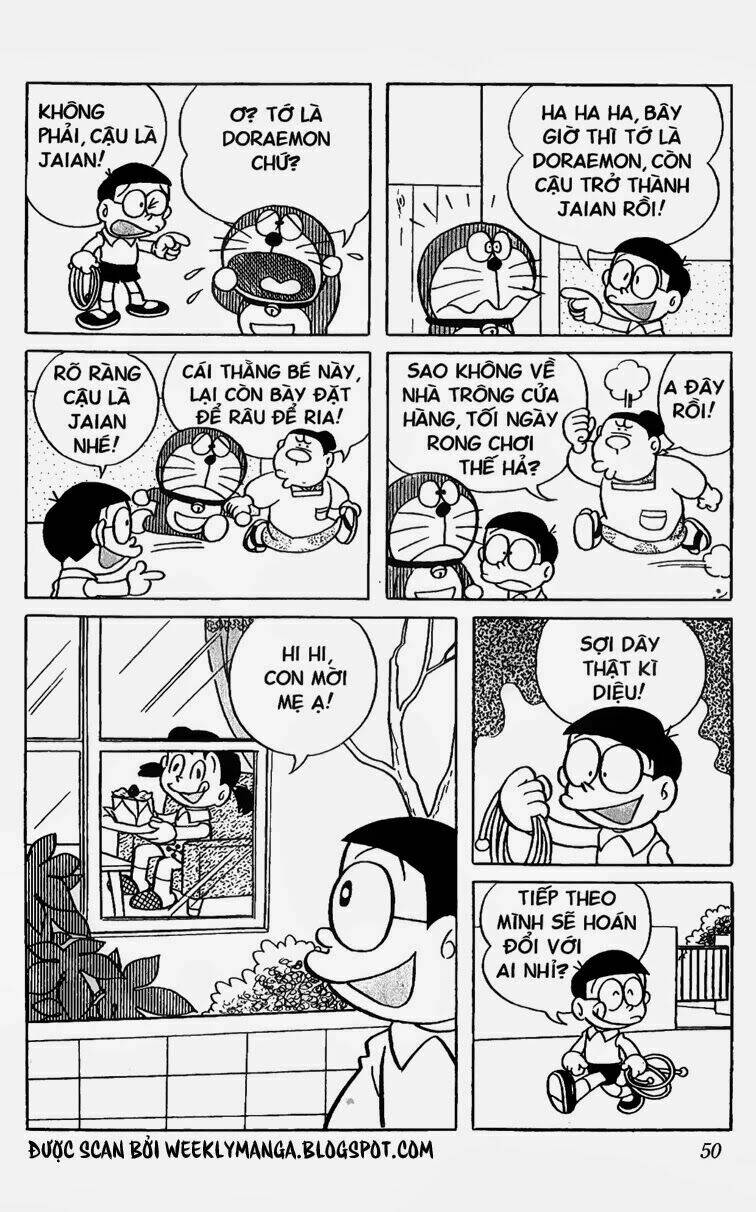 KHÔNG
PHẢI, CẬU LÀ
JAIAN!
Ơ? TỚ LÀ
DORAEMON
CHỨ?
HA HA HA, BÂY
GIỜ THÌ TỚ LÀ
DORAEMON, CÒN
CẬU TRỞ THÀNH
JAIAN RỒI!
RÕ RÀNG
CẬU LÀ
JAIAN
NHÉ!
CÁI THẰNG BÉ NÀY,
LẠI CÒN BÀY ĐẶT
ĐỂ RÂU ĐỂ RIA!
SAO KHÔNG VỀ
NHÀ TRÔNG CỬA
HÀNG, TỐI NGÀY
RONG CHƠI
THẾ HẢ?
A ĐÂY
RỒI!
HI HI,
CON MỜI
MẸ Ạ!
SỢI DÂY
THẬT KÌ
DIỆU!
TIẾP THEO
MÌNH SẼ HOÁN
ĐỔI VỚI
AI NHỈ?
ĐƯỢC SCAN BỞI WEEKLYMANGA.BLOGSPOT.COM
50